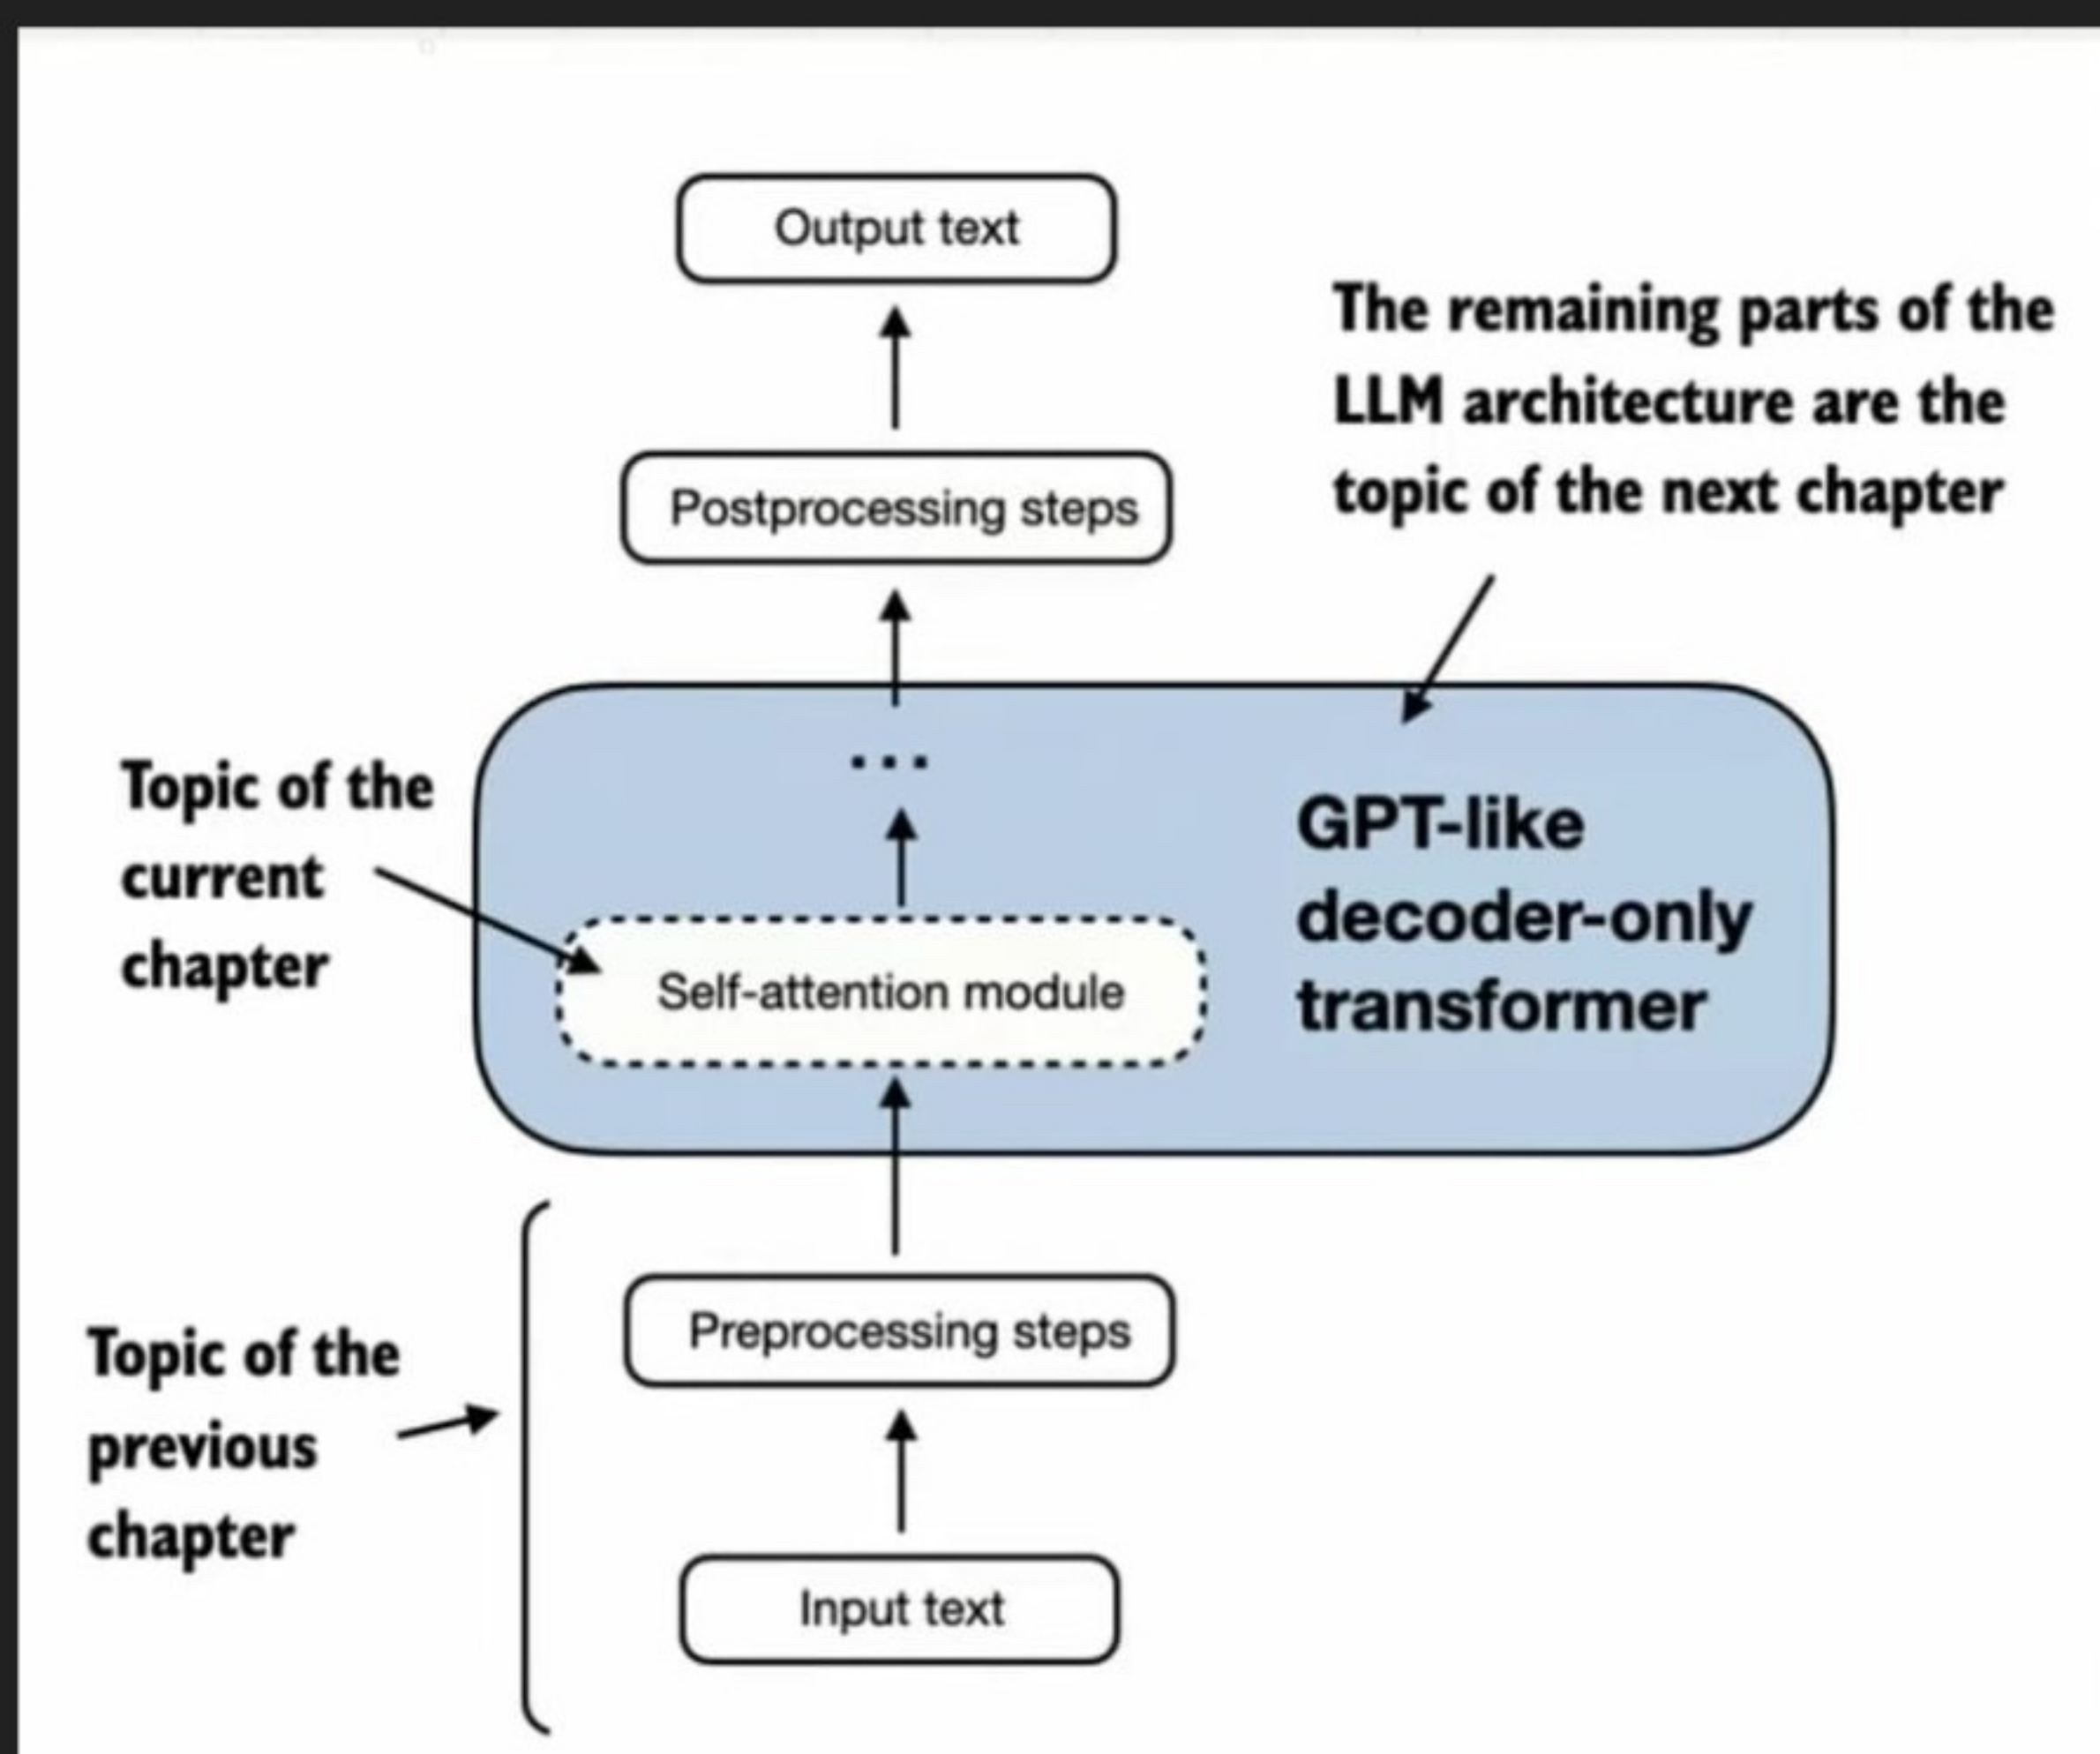 Output text
The remaining parts of the
LLM architecture are the
topic of the next chapter
Postprocessing steps
...
Topic of the
current
chapter
GPT-like
decoder-only
transformer
Self-attention module
Preprocessing steps
Topic of the
previous
chapter
Input text